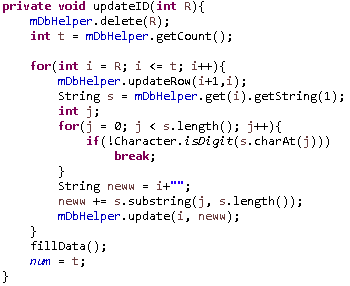 private void updateID(int R){
mDbHelper.delete(R);
int t = mDbHelper.getCount();
for(int i = R; i <= t; i++){
mDbHelper.updateRow(i+1,i);
String s = mDbHelper.get(i).getString(1);
int j;
for(j = 0; j < s.length(); j++){
if(!Character.isDigit(s.charAt(j)))
break;
}
String neww = i+"";
neww += s.substring(j, s.length());
mDbHelper.update(i, neww);
}
fillData();
num = t;
}